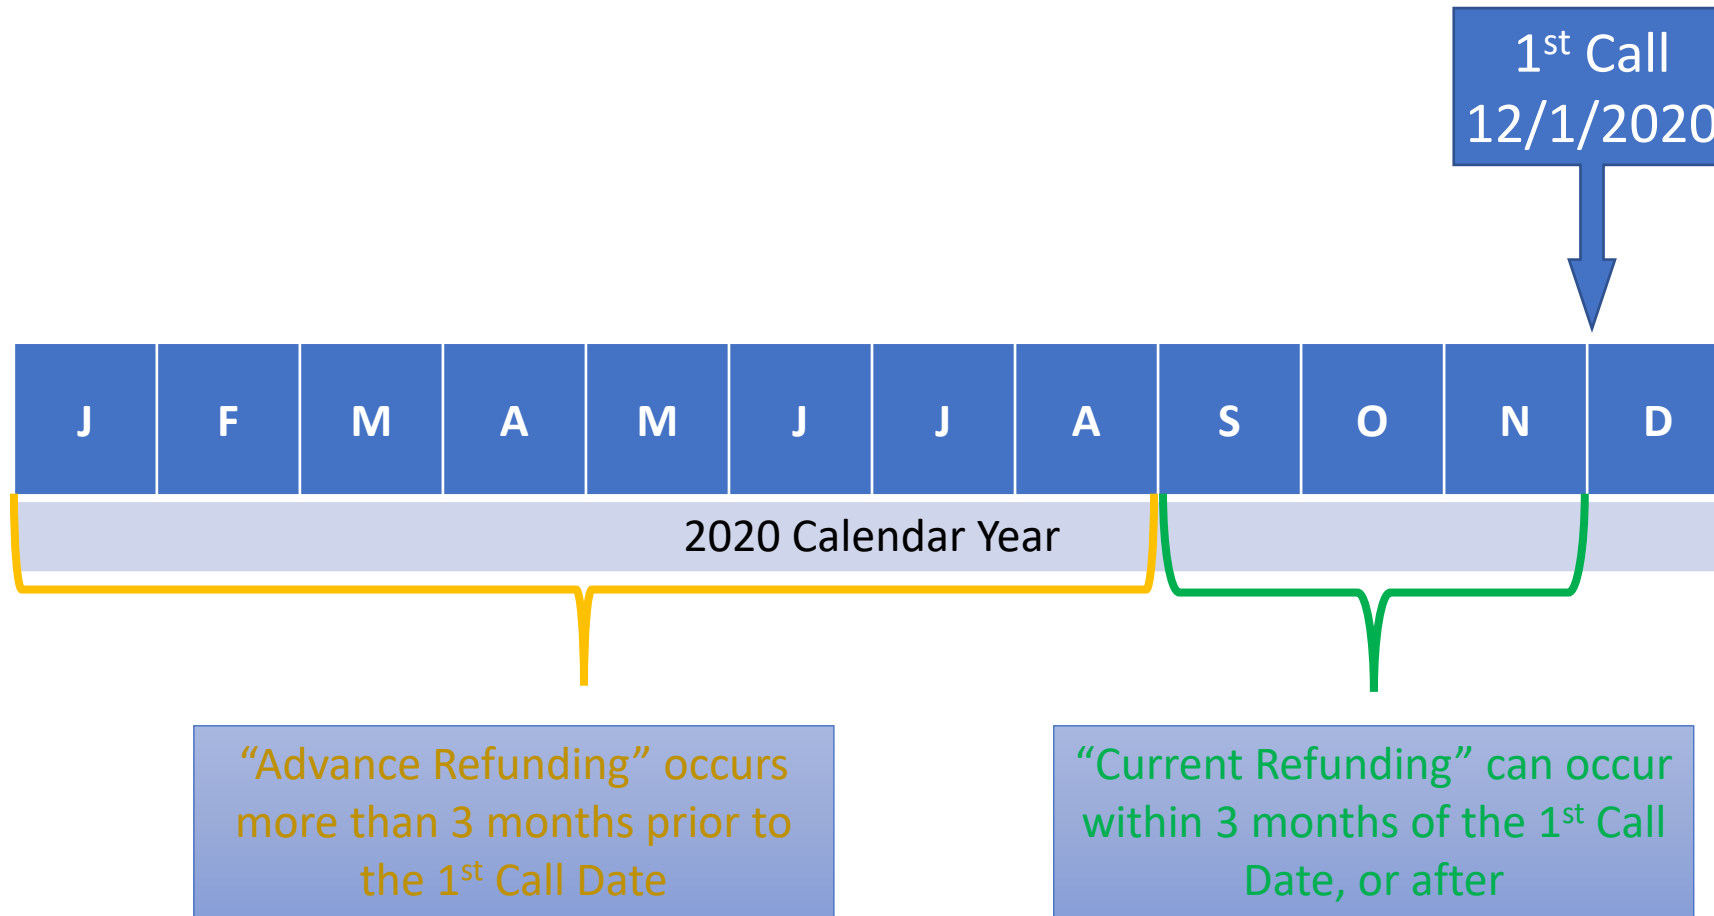 1st Call
12/1/2020
J F M A M J J A S O N D
2020 Calendar Year
“Advance Refunding” occurs
more than 3 months prior to
the 1st Call Date
“Current Refunding” can occur
within 3 months of the 1st Call
Date, or after